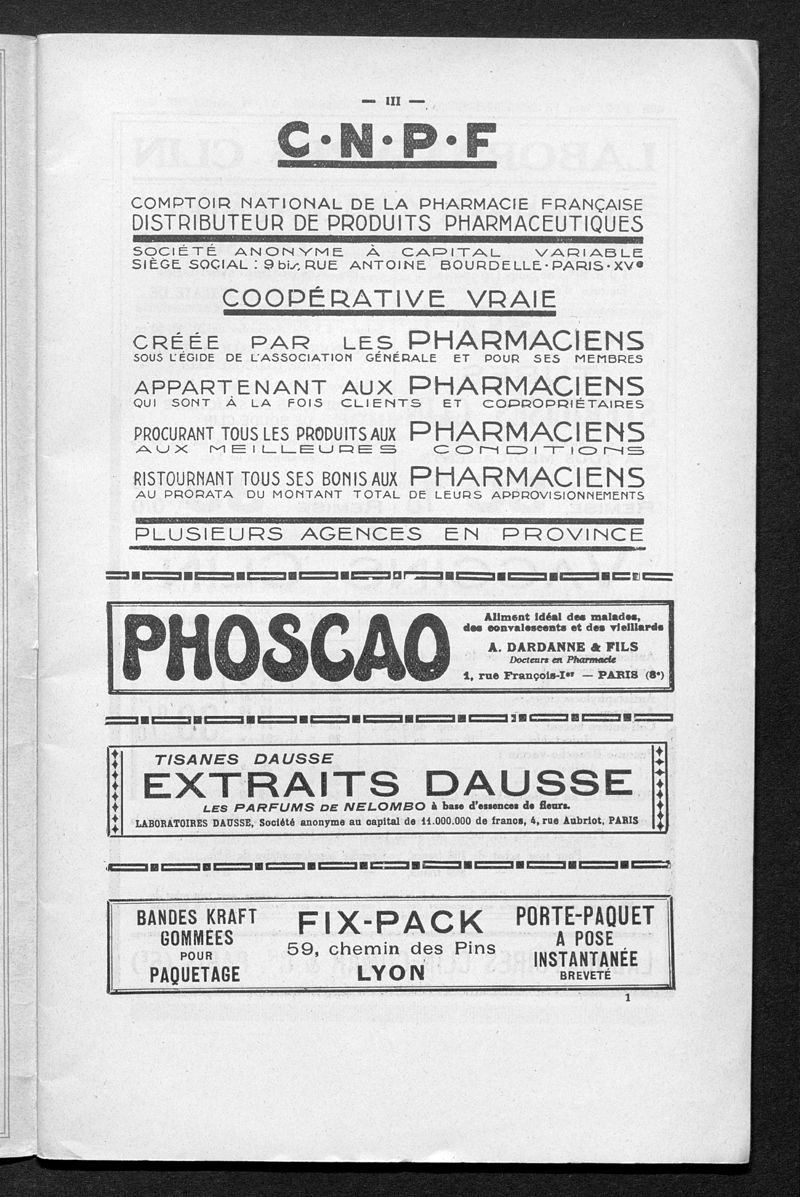 — III —
C·N·P·F
COMPTOIR NATIONAL DE LA PHARMACIE FRANÇAISE
DISTRIBUTEUR DE PRODUITS PHARMACEUTIQUES
SOCIÉTÉ ANONYME À CAPITAL VARIABLE
SIÈGE SOCIAL : 9 bis, RUE ANTOINE BOURDELLE · PARIS · XVe
COOPÉRATIVE VRAIE
CRÉÉE PAR LES PHARMACIENS
SOUS L'ÉGIDE DE L'ASSOCIATION GÉNÉRALE ET POUR SES MEMBRES
APPARTENANT AUX PHARMACIENS
QUI SONT À LA FOIS CLIENTS ET COPROPRIÉTAIRES
PROCURANT TOUS LES PRODUITS AUX PHARMACIENS
AUX MEILLEURES CONDITIONS
RISTOURNANT TOUS SES BONIS AUX PHARMACIENS
AU PRORATA DU MONTANT TOTAL DE LEURS APPROVISIONNEMENTS
PLUSIEURS AGENCES EN PROVINCE
PHOSCAO
Aliment idéal des malades,
des convalescents et des vieillards
A. DARDANNE & FILS
Docteurs en Pharmacie
1, rue François-Ier — PARIS (8e)
TISANES DAUSSE
EXTRAITS DAUSSE
LES PARFUMS DE NELOMBO à base d'essences de fleurs.
LABORATOIRES DAUSSE, Société anonyme au capital de 11.000.000 de francs, 4, rue Aubriot, PARIS
BANDES KRAFT
GOMMÉES
POUR
PAQUETAGE
FIX-PACK
59, chemin des Pins
LYON
PORTE-PAQUET
A POSE
INSTANTANÉE
BREVETÉ
1